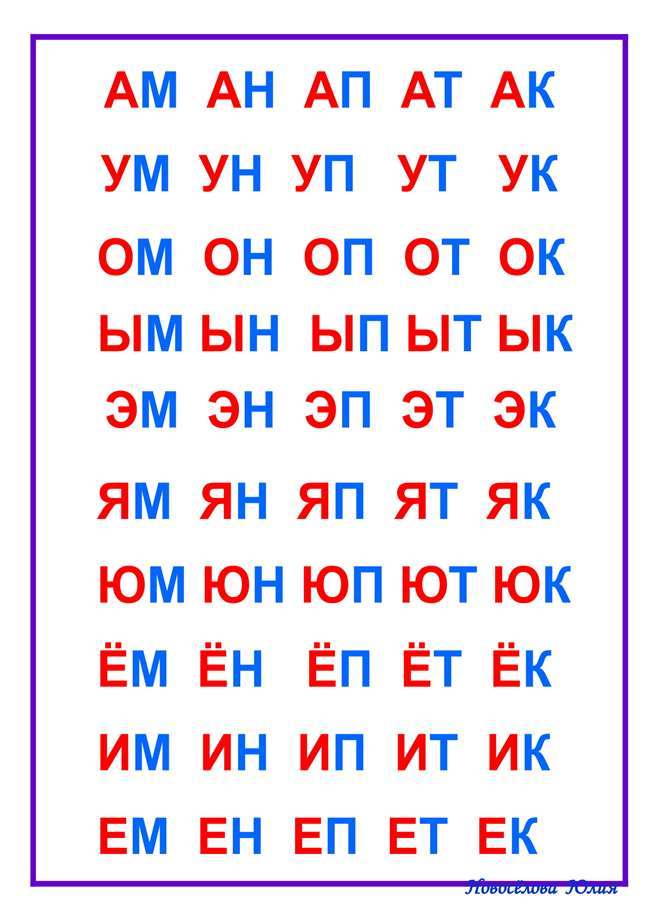 АМ АН АП АТ АК
УМ УН УП УТ УК
ОМ ОН ОП ОТ ОК
ЫМ ЫН ЫП ЫТ ЫК
ЭМ ЭН ЭП ЭТ ЭК
ЯМ ЯН ЯП ЯТ ЯК
ЮМ ЮН ЮП ЮТ ЮК
ЁМ ЁН ЁП ЁТ ЁК
ИМ ИН ИП ИТ ИК
ЕМ ЕН ЕП ЕТ ЕК
Новосёлова Юлия